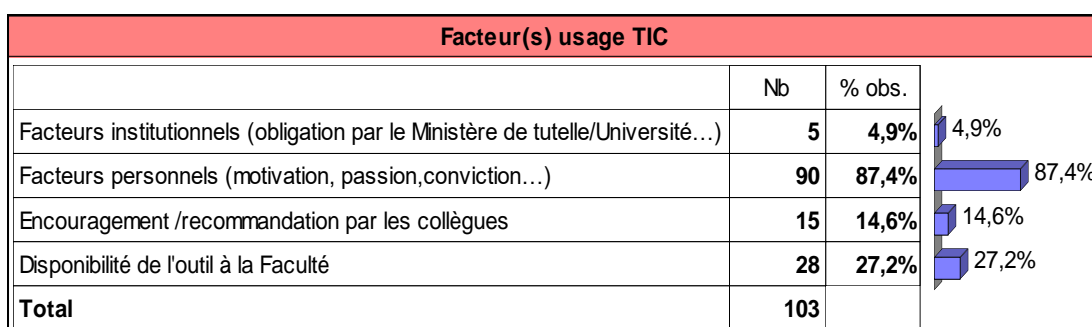 Facteur(s) usage TIC
Nb % obs.
Facteurs institutionnels (obligation par le Ministère de tutelle/Université…) 5 4,9% 4,9%
Facteurs personnels (motivation, passion,conviction…) 90 87,4% 87,4%
Encouragement /recommandation par les collègues 15 14,6% 14,6%
Disponibilité de l'outil à la Faculté 28 27,2% 27,2%
Total 103